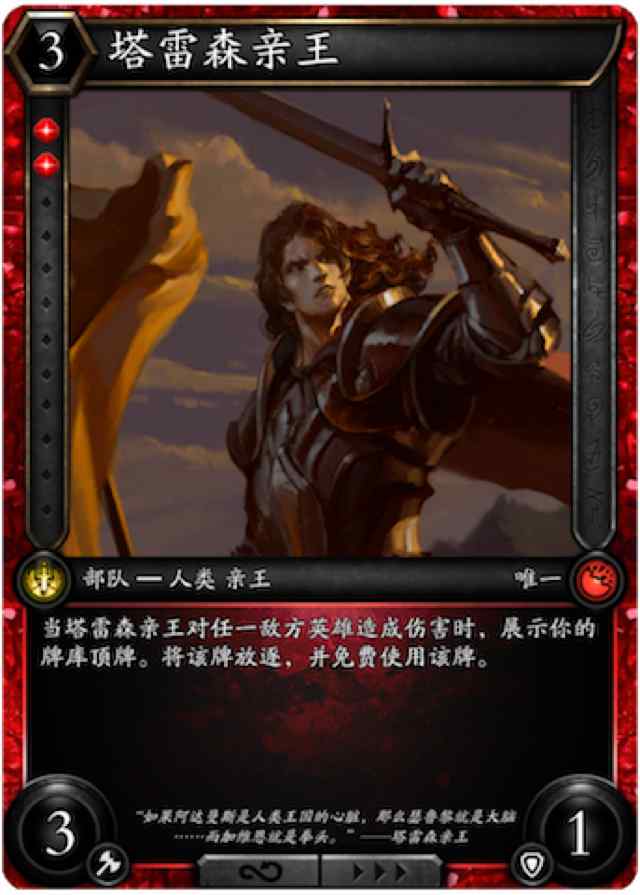 3
塔雷森亲王
部队 — 人类 亲王
唯一
当塔雷森亲王对任一敌方英雄造成伤害时，展示你的
牌库顶牌。将该牌放逐，并免费使用该牌。
"如果阿达曼斯是人类王国的心脏，那么瑟鲁黎就是大脑
……而加维恩就是拳头。" ——塔雷森亲王
3
1